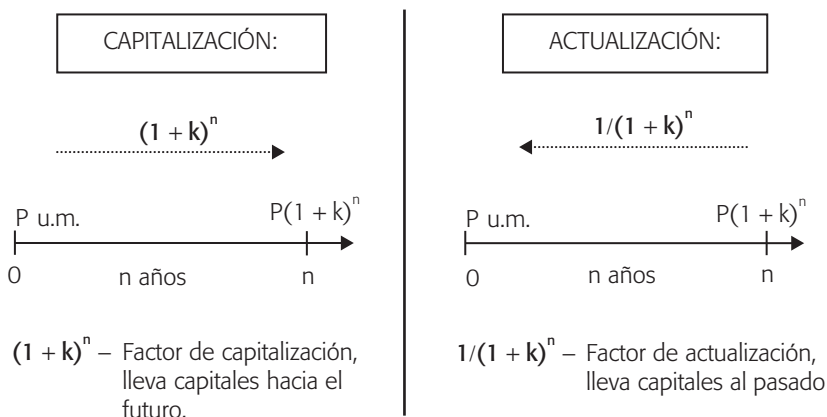 CAPITALIZACIÓN:
(1 + k)^n
P u.m.
P(1 + k)^n
0
n años
n
(1 + k)^n – Factor de capitalización,
lleva capitales hacia el
futuro.
ACTUALIZACIÓN:
1/(1 + k)^n
P u.m.
P(1 + k)^n
0
n años
n
1/(1 + k)^n – Factor de actualización,
lleva capitales al pasado